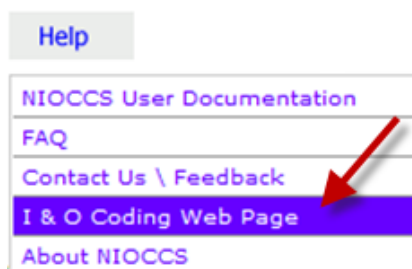 Help
NIOCCS User Documentation
FAQ
Contact Us \ Feedback
I & O Coding Web Page
About NIOCCS